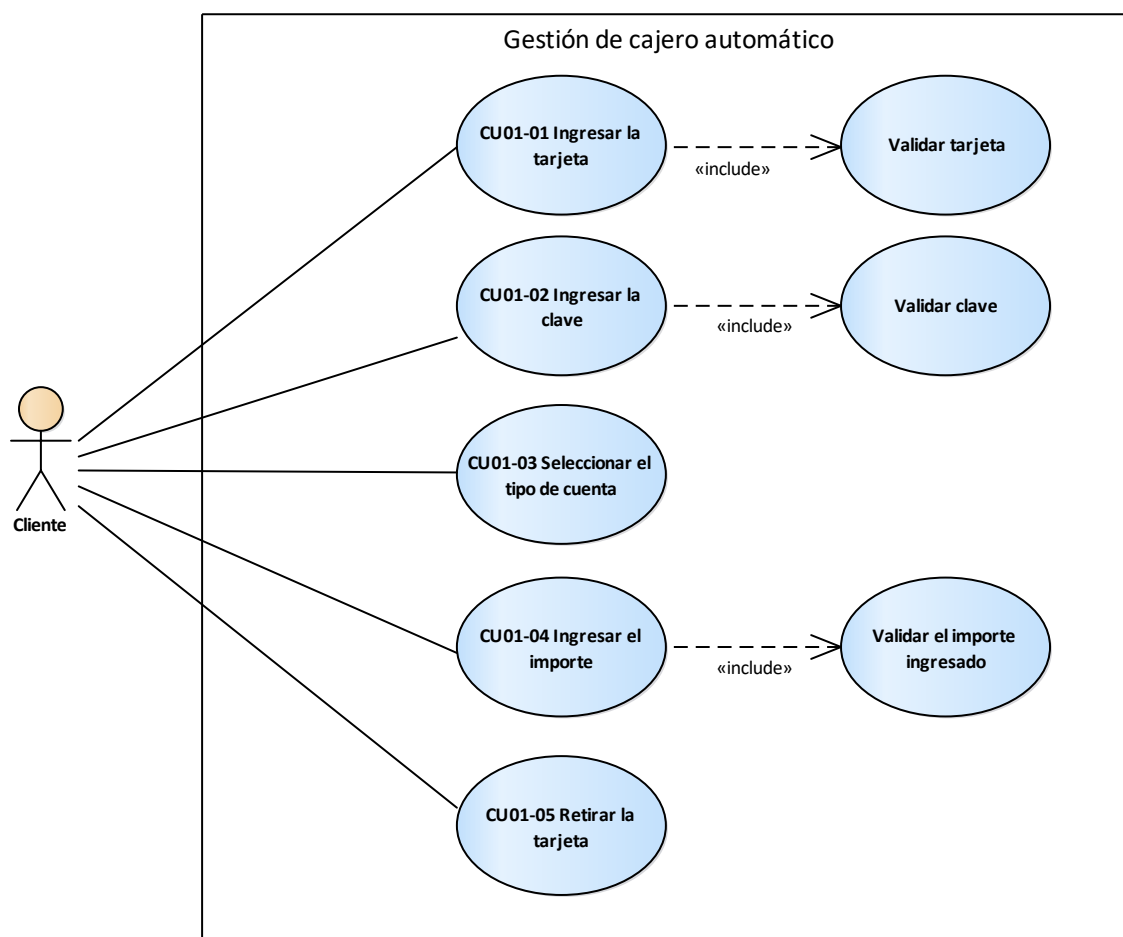 Gestión de cajero automático
CU01-01 Ingresar la
tarjeta
«include»
Validar tarjeta
CU01-02 Ingresar la
clave
«include»
Validar clave
CU01-03 Seleccionar el
tipo de cuenta
Cliente
CU01-04 Ingresar el
importe
«include»
Validar el importe
ingresado
CU01-05 Retirar la
tarjeta